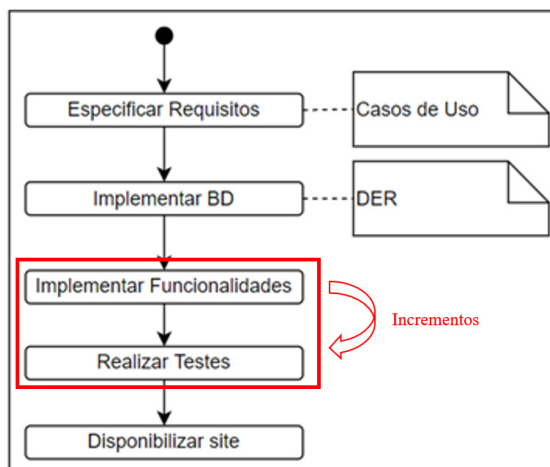 Especificar Requisitos
Casos de Uso
Implementar BD
DER
Implementar Funcionalidades
Incrementos
Realizar Testes
Disponibilizar site